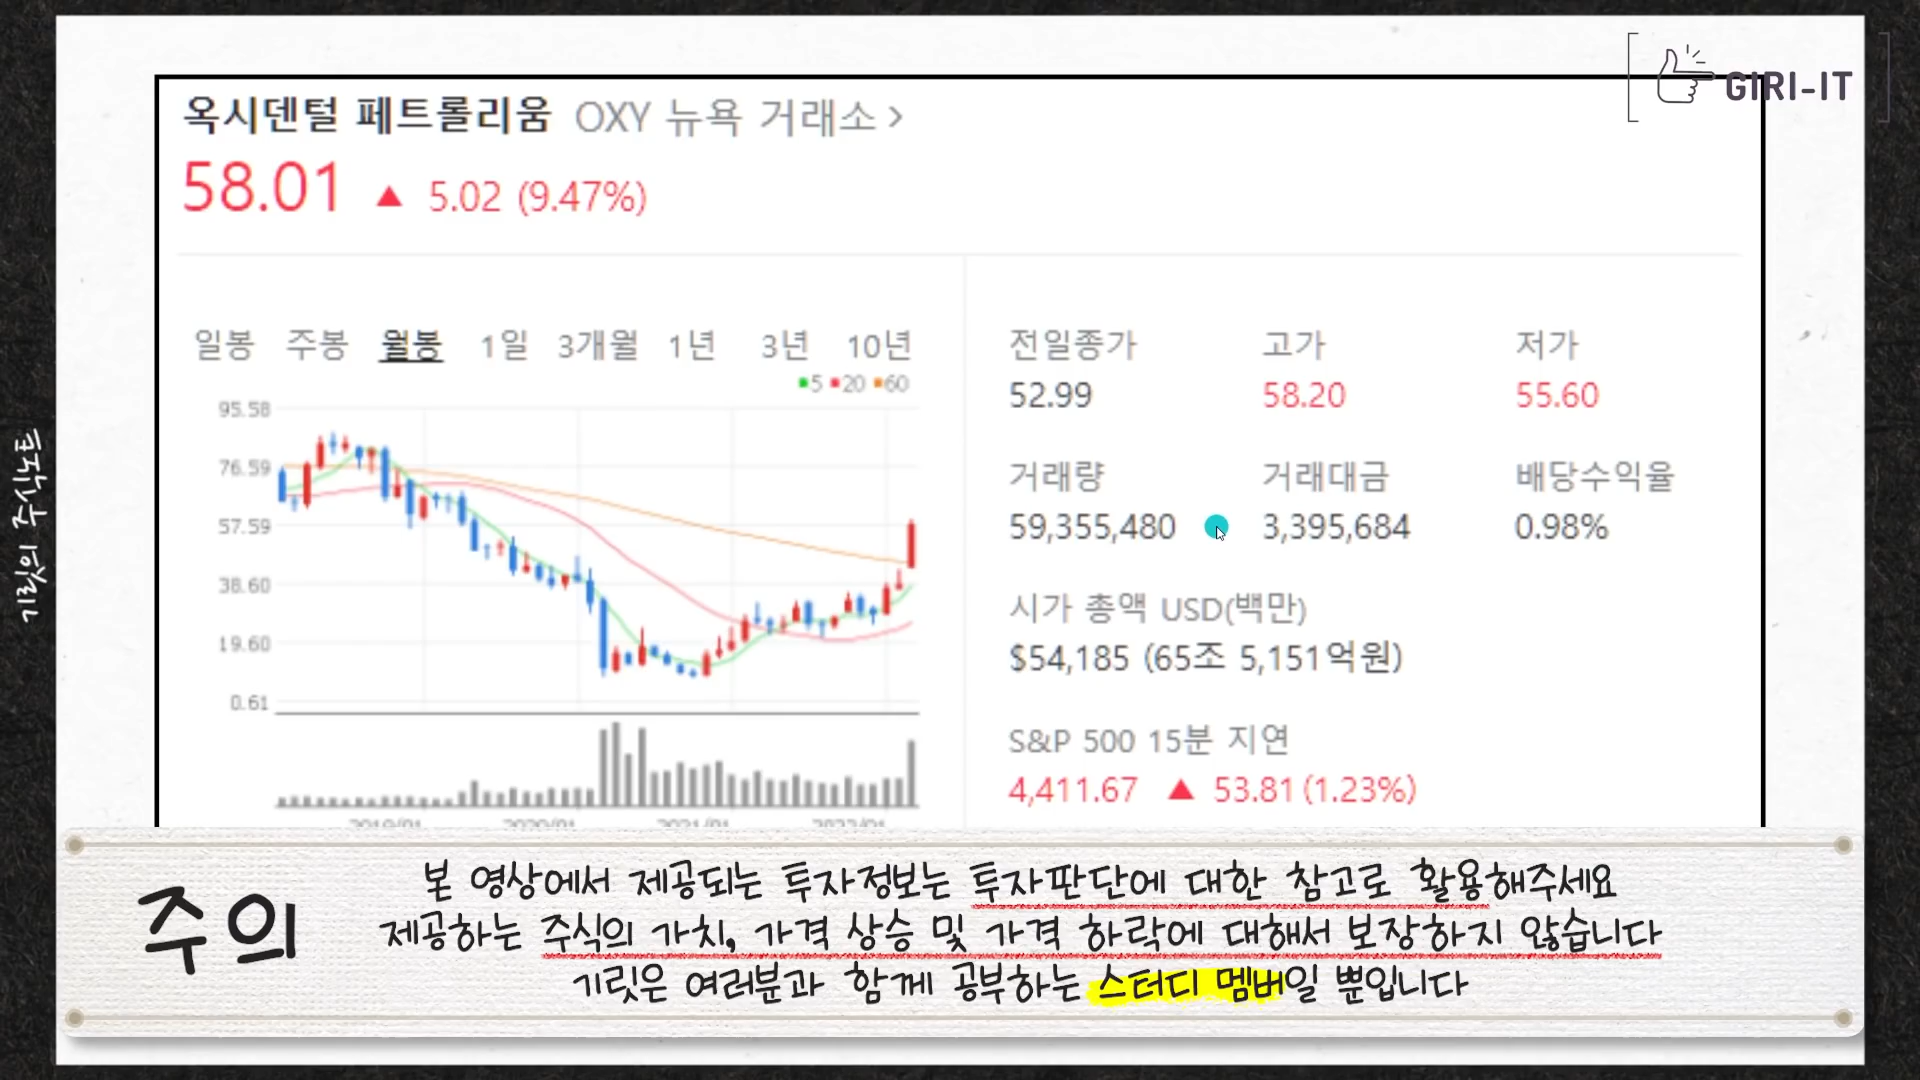 GIRI-IT
옥시덴털 페트롤리움 OXY 뉴욕 거래소 >
58.01 ▲ 5.02 (9.47%)
일봉 주봉 월봉 1일 3개월 1년 3년 10년
5 20 60
95.58
76.59
57.59
38.60
19.60
0.61
2019/01 2020/01 2021/01 2022/01
전일종가 고가 저가
52.99 58.20 55.60
거래량 거래대금 배당수익율
59,355,480 3,395,684 0.98%
시가 총액 USD(백만)
$54,185 (65조 5,151억원)
S&P 500 15분 지연
4,411.67 ▲ 53.81 (1.23%)
기릿의 주식노트
주의
본 영상에서 제공되는 투자정보는 투자판단에 대한 참고로 활용해주세요
제공하는 주식의 가치, 가격 상승 및 가격 하락에 대해서 보장하지 않습니다
기릿은 여러분과 함께 공부하는 스터디 멤버일 뿐입니다